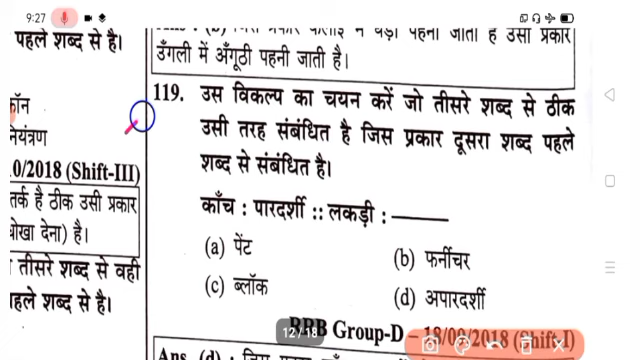 9:27
पहले शब्द से है।
उँगली में अँगूठी पहनी जाती है।
119. उस विकल्प का चयन करें जो तीसरे शब्द से ठीक
उसी तरह संबंधित है जिस प्रकार दूसरा शब्द पहले
शब्द से संबंधित है।
काँच : पारदर्शी :: लकड़ी : ———
(a) पेंट
(b) फर्नीचर
(c) ब्लॉक
(d) अपारदर्शी
RRB Group-D – 18/09/2018 (Shift-I)
नियंत्रण
0/2018 (Shift-III)
तर्क है ठीक उसी प्रकार
धोखा देना) है।
तीसरे शब्द से वही
पहले शब्द से है।
12/18